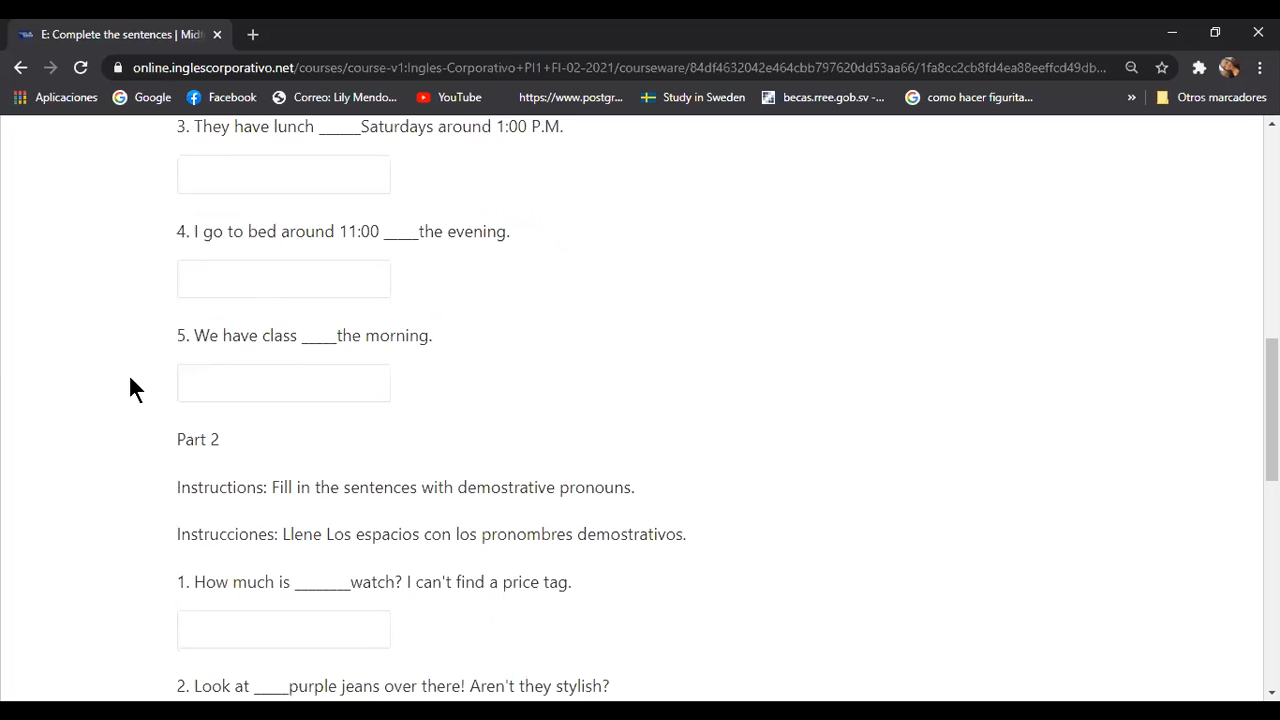 E: Complete the sentences | Mid
online.inglescorporativo.net/courses/course-v1:Ingles-Corporativo+PI1+FI-02-2021/courseware/84df4632042e464cbb797620dd53aa66/1fa8cc2cb8fd4ea88eeffcd49db...
Aplicaciones Google Facebook Correo: Lily Mendo... YouTube https://www.postgr... Study in Sweden becas.rree.gob.sv -... como hacer figurita... » Otros marcadores
3. They have lunch ______Saturdays around 1:00 P.M.
4. I go to bed around 11:00 _____the evening.
5. We have class _____the morning.
Part 2
Instructions: Fill in the sentences with demostrative pronouns.
Instrucciones: Llene Los espacios con los pronombres demostrativos.
1. How much is ________watch? I can't find a price tag.
2. Look at _____purple jeans over there! Aren't they stylish?